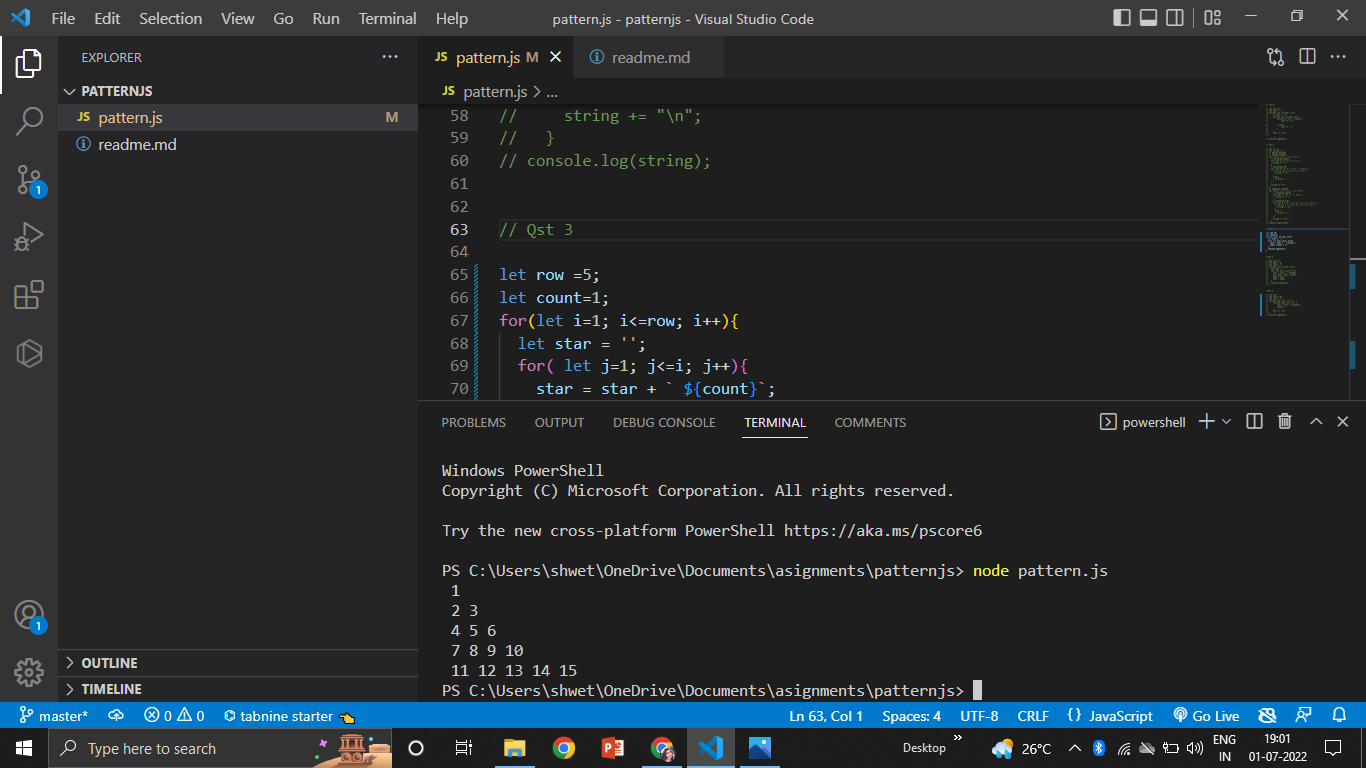 File Edit Selection View Go Run Terminal Help
pattern.js - patternjs - Visual Studio Code
EXPLORER
PATTERNJS
JS pattern.js M
readme.md
OUTLINE
TIMELINE
JS pattern.js M
readme.md
JS pattern.js > ...
58 //     string += "\n";
59 //   }
60 // console.log(string);
61
62
63 // Qst 3
64
65 let row =5;
66 let count=1;
67 for(let i=1; i<=row; i++){
68   let star = '';
69   for( let j=1; j<=i; j++){
70     star = star + ` ${count}`;
PROBLEMS OUTPUT DEBUG CONSOLE TERMINAL COMMENTS
powershell
Windows PowerShell
Copyright (C) Microsoft Corporation. All rights reserved.
Try the new cross-platform PowerShell https://aka.ms/pscore6
PS C:\Users\shwet\OneDrive\Documents\asignments\patternjs> node pattern.js
1
2 3
4 5 6
7 8 9 10
11 12 13 14 15
PS C:\Users\shwet\OneDrive\Documents\asignments\patternjs>
1
1
master* 0 0 tabnine starter
Ln 63, Col 1 Spaces: 4 UTF-8 CRLF {} JavaScript Go Live
Type here to search
Desktop
26°C
ENG
IN
19:01
01-07-2022